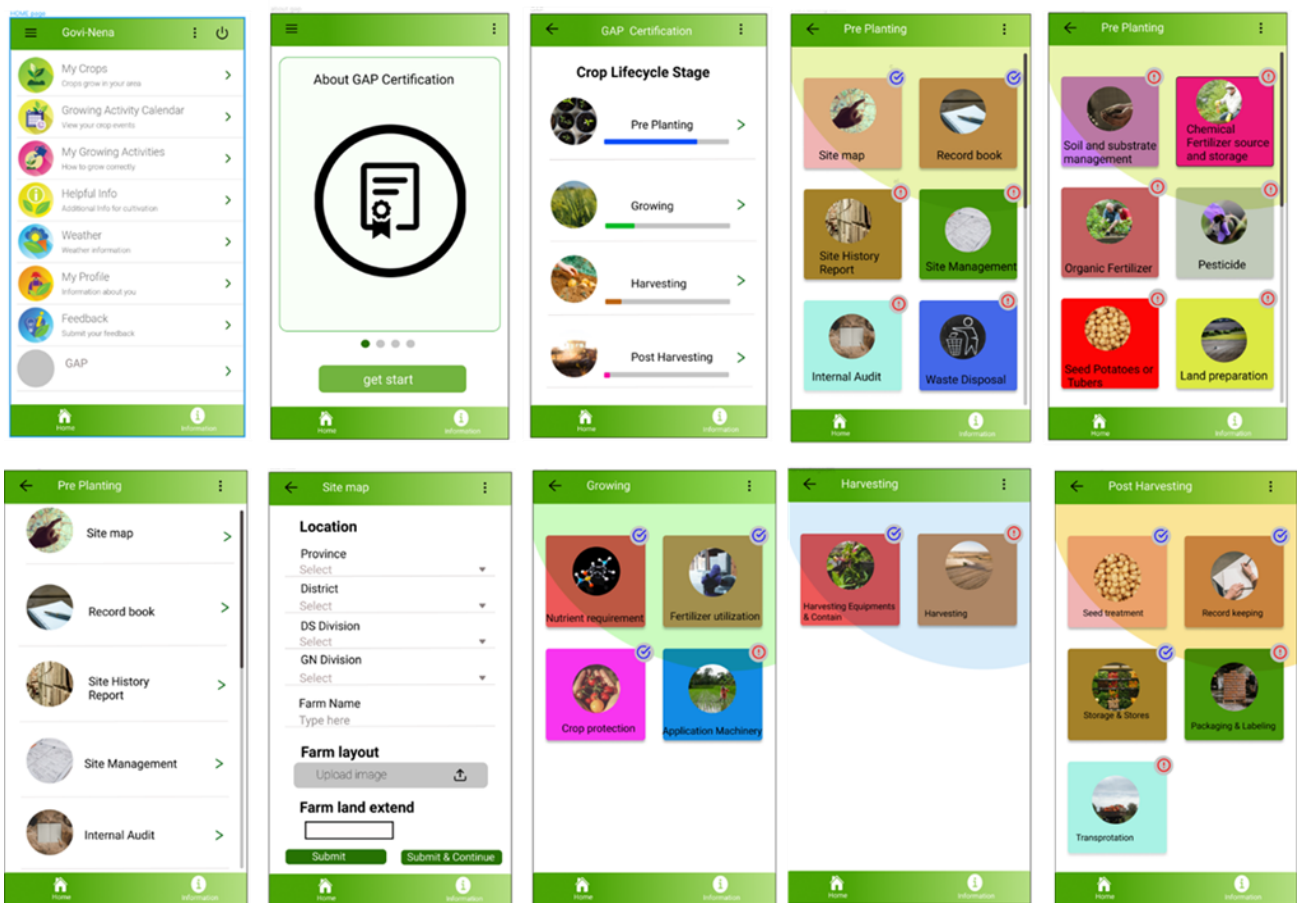 HOME page
Govi-Nena
My Crops
Crops grow in your area
Growing Activity Calendar
View your crop events
My Growing Activities
How to grow correctly
Helpful Info
Additional Info for cultivation
Weather
Weather information
My Profile
Information about you
Feedback
Submit your feedback
GAP
Home
Information
about gap
About GAP Certification
get start
Home
Information
GAP Certification
Crop Lifecycle Stage
Pre Planting
Growing
Harvesting
Post Harvesting
Home
Information
Pre Planting
Site map
Record book
Site History
Report
Site Management
Internal Audit
Waste Disposal
Home
Information
Pre Planting
Soil and substrate
management
Chemical
Fertilizer source
and storage
Organic Fertilizer
Pesticide
Seed Potatoes or
Tubers
Land preparation
Home
Information
Pre Planting
Site map
Record book
Site History
Report
Site Management
Internal Audit
Home
Information
Site map
Location
Province
Select
District
Select
DS Division
Select
GN Division
Select
Farm Name
Type here
Farm layout
Upload image
Farm land extend
Submit
Submit & Continue
Home
Information
Growing
Nutrient requirement
Fertilizer utilization
Crop protection
Application Machinery
Home
Information
Harvesting
Harvesting Equipments
& Contain
Harvesting
Home
Information
Post Harvesting
Seed treatment
Record keeping
Storage & Stores
Packaging & Labeling
Transprotation
Home
Information